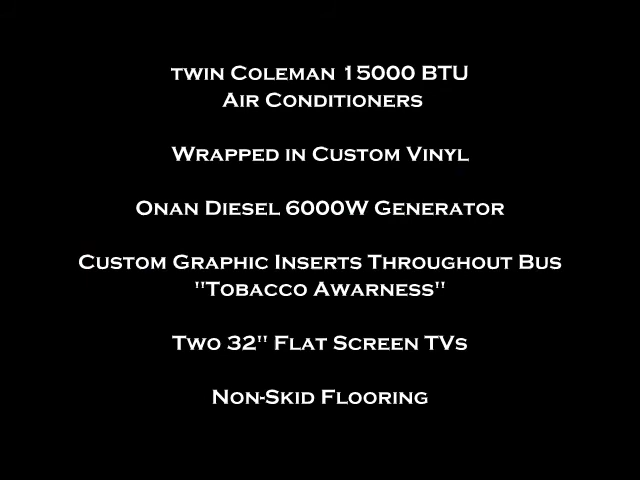 twin Coleman 15000 BTU
Air Conditioners
Wrapped in Custom Vinyl
Onan Diesel 6000W Generator
Custom Graphic Inserts Throughout Bus
"Tobacco Awarness"
Two 32" Flat Screen TVs
Non-Skid Flooring